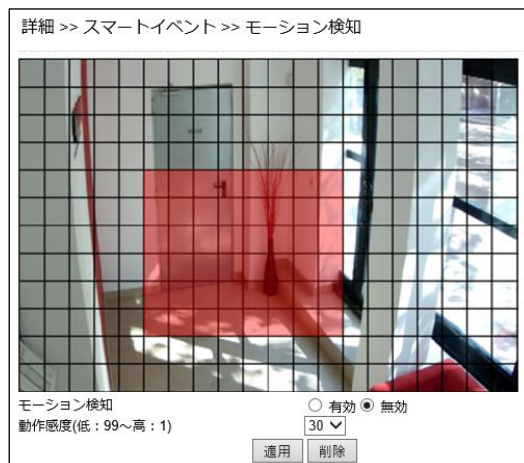 詳細 >> スマートイベント >> モーション検知
モーション検知 有効 無効
動作感度(低：99～高：1) 30
適用 削除